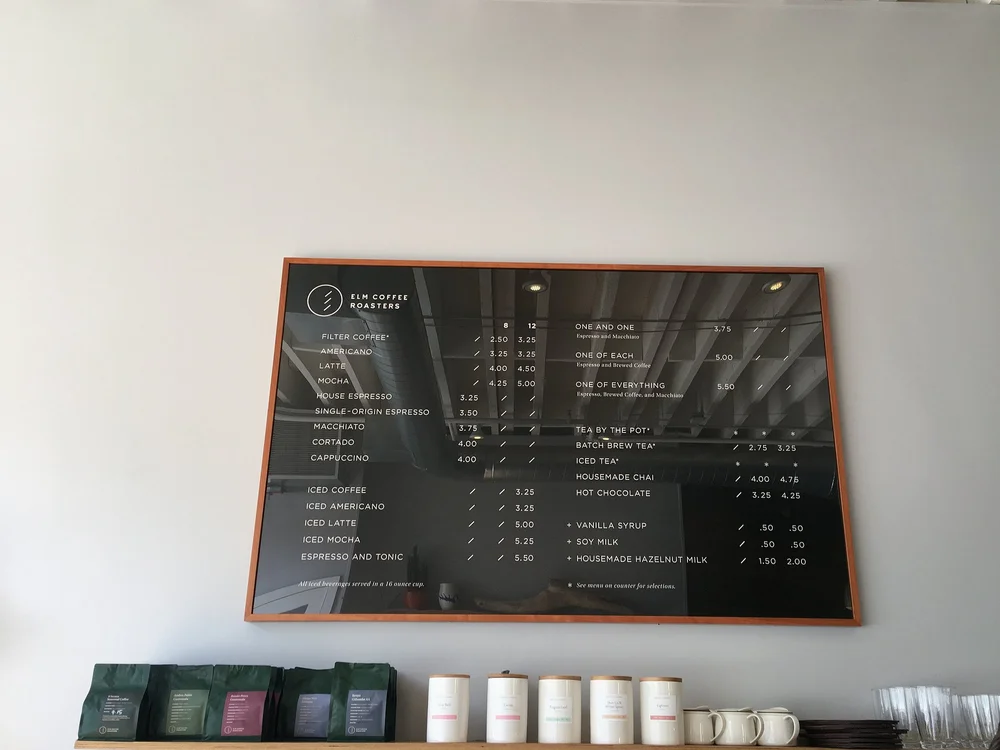 ELM COFFEE
ROASTERS
8 12
FILTER COFFEE* / 2.50 3.25
AMERICANO / 3.25 3.25
LATTE / 4.00 4.50
MOCHA / 4.25 5.00
HOUSE ESPRESSO 3.25 / /
SINGLE-ORIGIN ESPRESSO 3.50 / /
MACCHIATO 3.75 / /
CORTADO 4.00 / /
CAPPUCCINO 4.00 / /
ICED COFFEE / / 3.25
ICED AMERICANO / / 3.25
ICED LATTE / / 5.00
ICED MOCHA / / 5.25
ESPRESSO AND TONIC / / 5.50
All iced beverages served in a 16 ounce cup.
ONE AND ONE 3.75 / /
Espresso and Macchiato
ONE OF EACH 5.00 / /
Espresso and Brewed Coffee
ONE OF EVERYTHING 5.50 / /
Espresso, Brewed Coffee, and Macchiato
TEA BY THE POT* * * *
BATCH BREW TEA* / 2.75 3.25
ICED TEA* * * *
HOUSEMADE CHAI / 4.00 4.75
HOT CHOCOLATE / 3.25 4.25
+ VANILLA SYRUP / .50 .50
+ SOY MILK / .50 .50
+ HOUSEMADE HAZELNUT MILK / 1.50 2.00
* See menu on counter for selections.